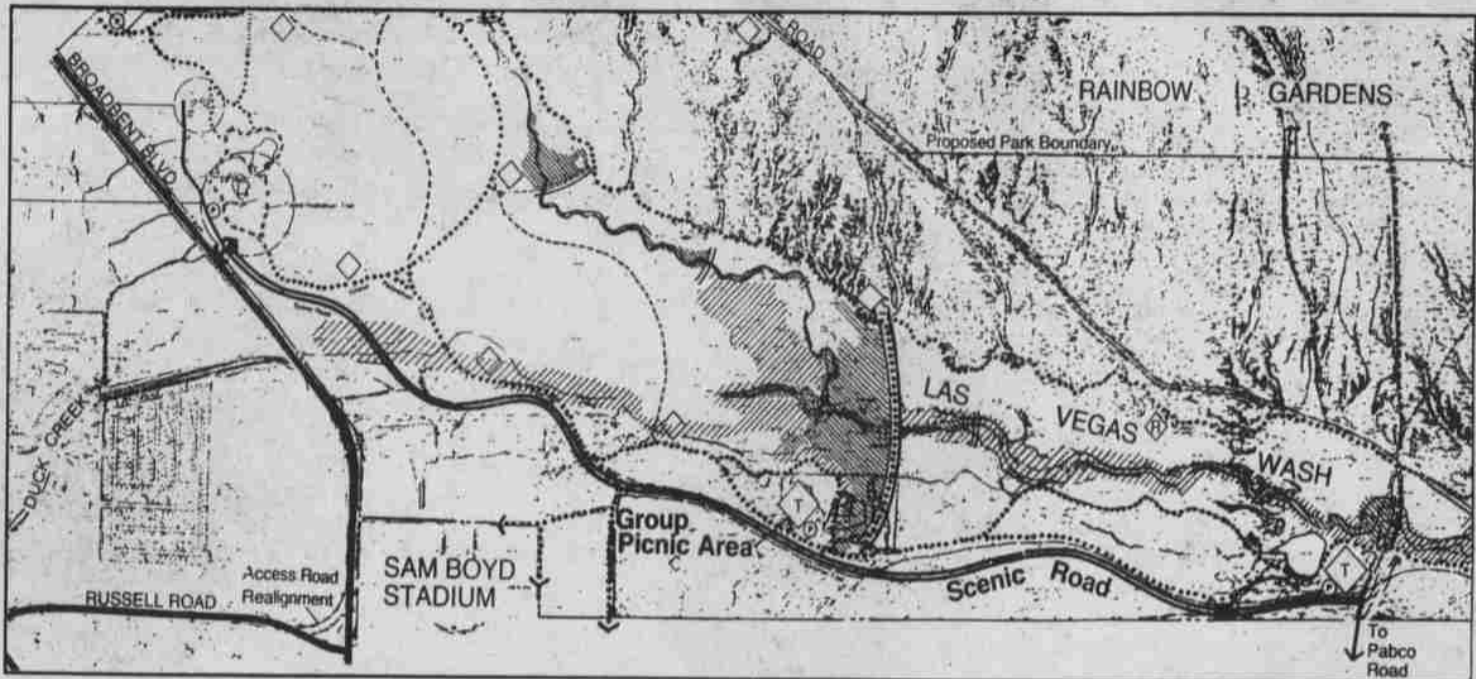 ROAD
BROADBENT BLVD
RAINBOW GARDENS
Proposed Park Boundary
LAS
VEGAS
R
WASH
DUCK CREEK
T
P
Group
Picnic Area
SAM BOYD
STADIUM
Access Road
Realignment
RUSSELL ROAD
Scenic Road
T
To
Pabco
Road